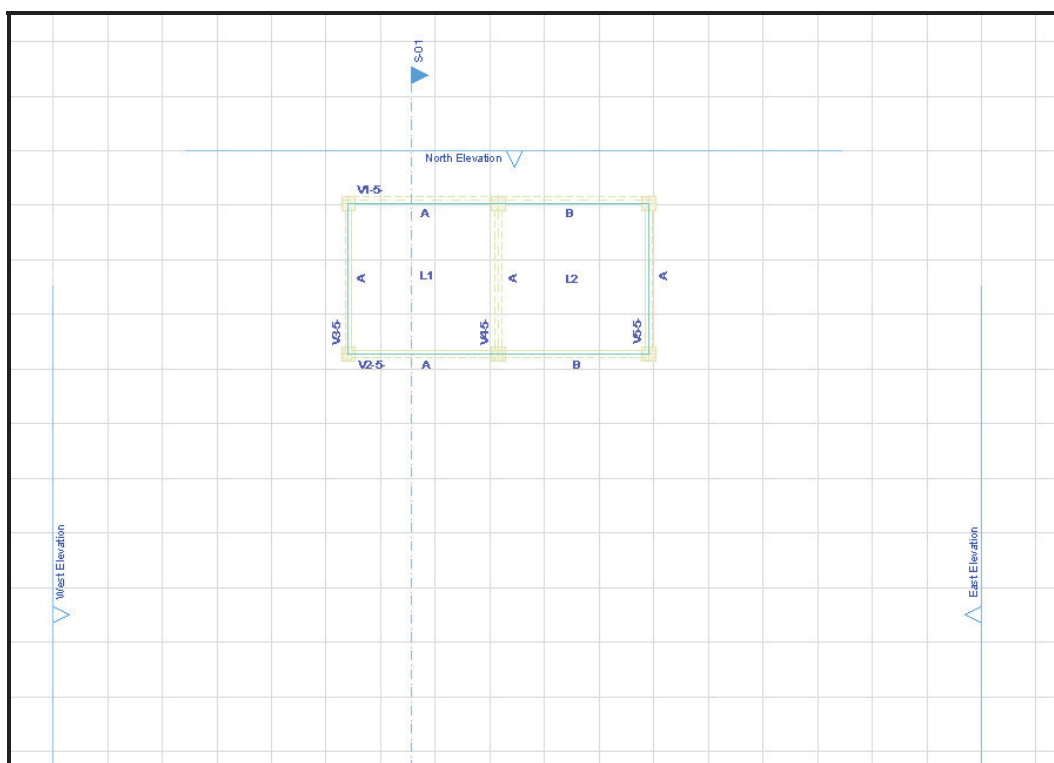 S-01
North Elevation
V1-5-
A
B
A
L1
A
L2
A
V3-5-
V4-5-
V5-5-
V2-5-
A
B
West Elevation
East Elevation